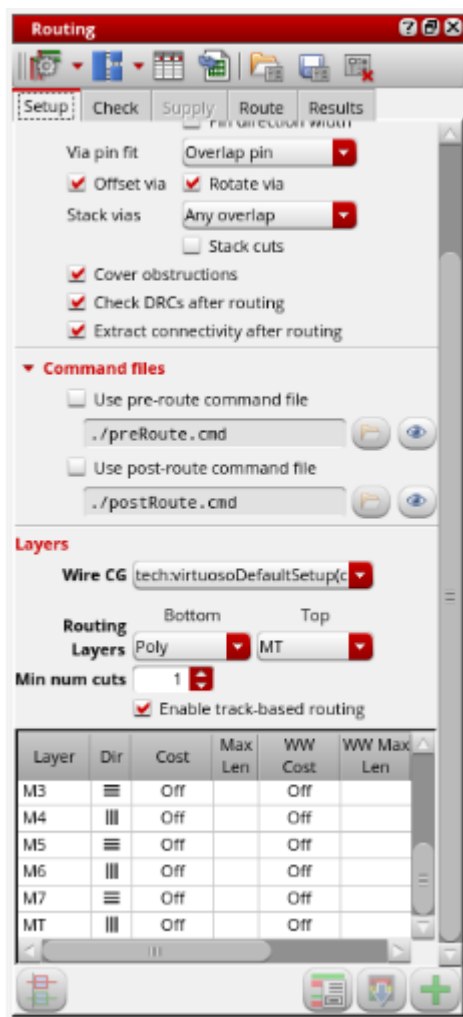 Routing
Setup Check Supply Route Results
Pin direction width
Via pin fit Overlap pin
Offset via Rotate via
Stack vias Any overlap
Stack cuts
Cover obstructions
Check DRCs after routing
Extract connectivity after routing
Command files
Use pre-route command file
./preRoute.cmd
Use post-route command file
./postRoute.cmd
Layers
Wire CG tech:virtuosoDefaultSetup(c
Bottom Top
Routing Layers Poly MT
Min num cuts 1
Enable track-based routing
Layer Dir Cost Max Len WW Cost WW Max Len
M3 Off Off
M4 Off Off
M5 Off Off
M6 Off Off
M7 Off Off
MT Off Off